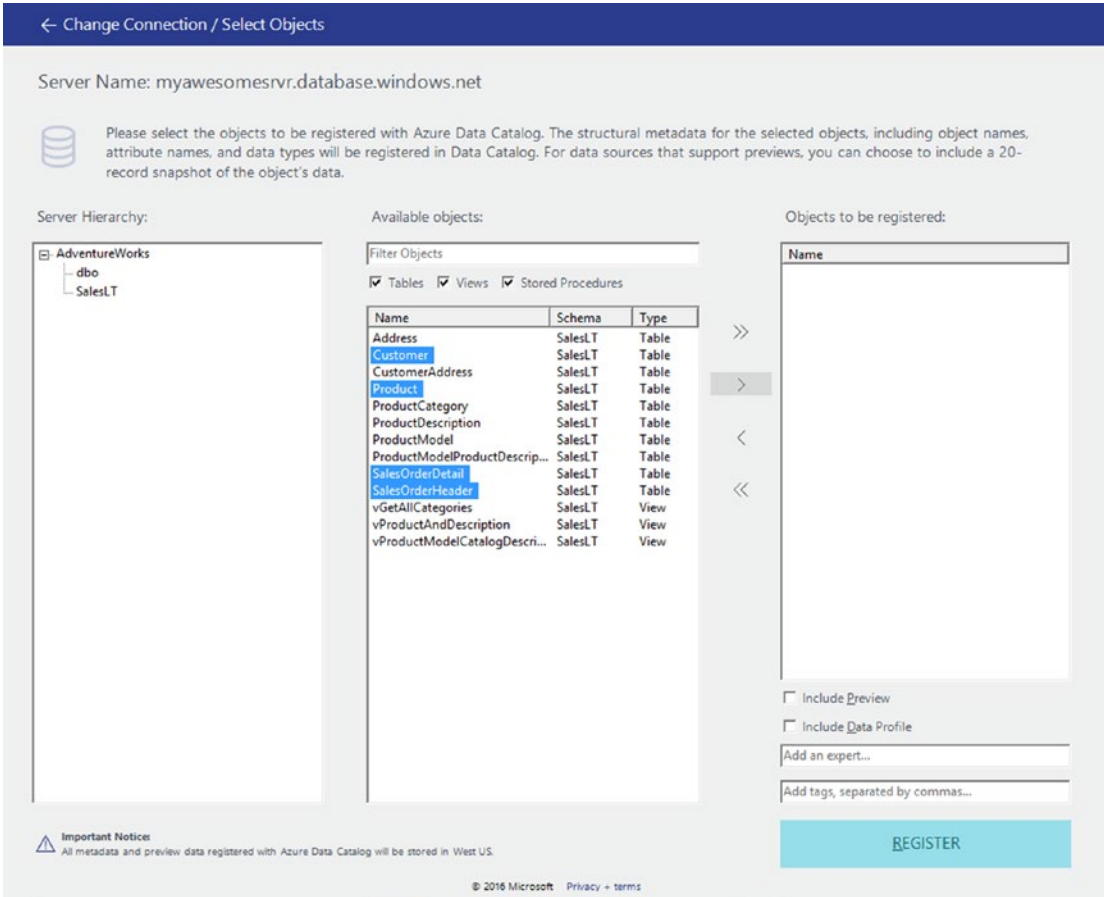 ← Change Connection / Select Objects
Server Name: myawesomesrvr.database.windows.net
Please select the objects to be registered with Azure Data Catalog. The structural metadata for the selected objects, including object names,
attribute names, and data types will be registered in Data Catalog. For data sources that support previews, you can choose to include a 20-
record snapshot of the object's data.
Server Hierarchy:
AdventureWorks
dbo
SalesLT
Available objects:
Filter Objects
Tables Views Stored Procedures
Name Schema Type
Address SalesLT Table
Customer SalesLT Table
CustomerAddress SalesLT Table
Product SalesLT Table
ProductCategory SalesLT Table
ProductDescription SalesLT Table
ProductModel SalesLT Table
ProductModelProductDescrip... SalesLT Table
SalesOrderDetail SalesLT Table
SalesOrderHeader SalesLT Table
vGetAllCategories SalesLT View
vProductAndDescription SalesLT View
vProductModelCatalogDescri... SalesLT View
>>
>
<
<<
Objects to be registered:
Name
Include Preview
Include Data Profile
Add an expert...
Add tags, separated by commas...
REGISTER
Important Notice:
All metadata and preview data registered with Azure Data Catalog will be stored in West US.
© 2016 Microsoft Privacy + terms